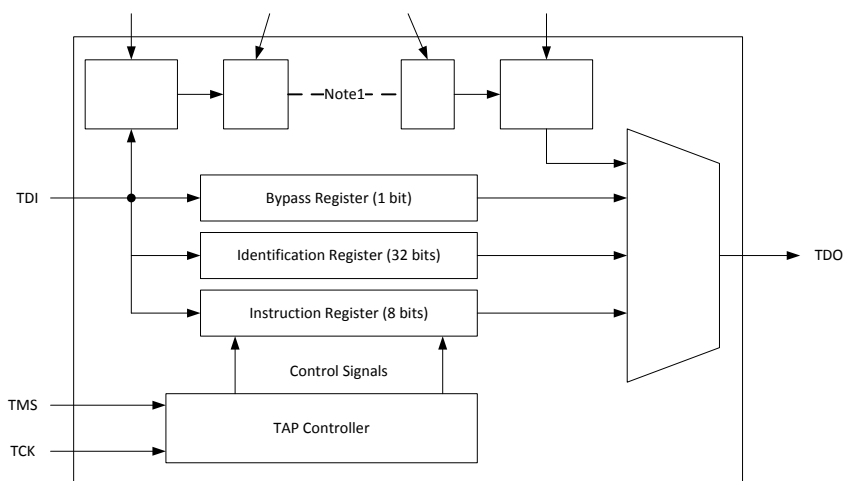 Note1
TDI
Bypass Register (1 bit)
Identification Register (32 bits)
TDO
Instruction Register (8 bits)
Control Signals
TMS
TAP Controller
TCK